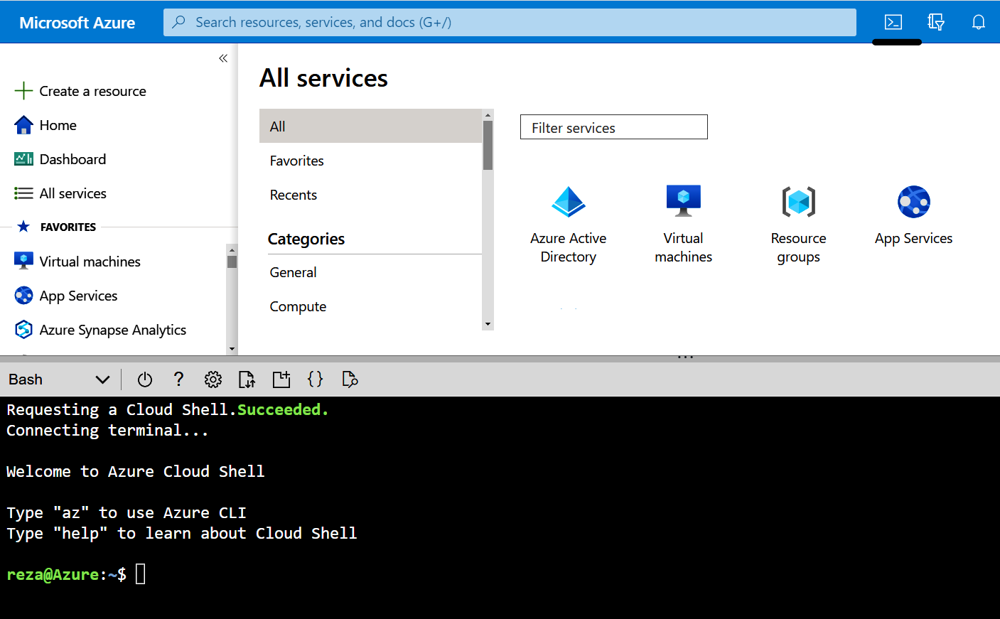 Microsoft Azure
Search resources, services, and docs (G+/)
Create a resource
Home
Dashboard
All services
FAVORITES
Virtual machines
App Services
Azure Synapse Analytics
All services
All
Favorites
Recents
Categories
General
Compute
Filter services
Azure Active
Directory
Virtual
machines
Resource
groups
App Services
Bash
Requesting a Cloud Shell.Succeeded.
Connecting terminal...
Welcome to Azure Cloud Shell
Type "az" to use Azure CLI
Type "help" to learn about Cloud Shell
reza@Azure:~$